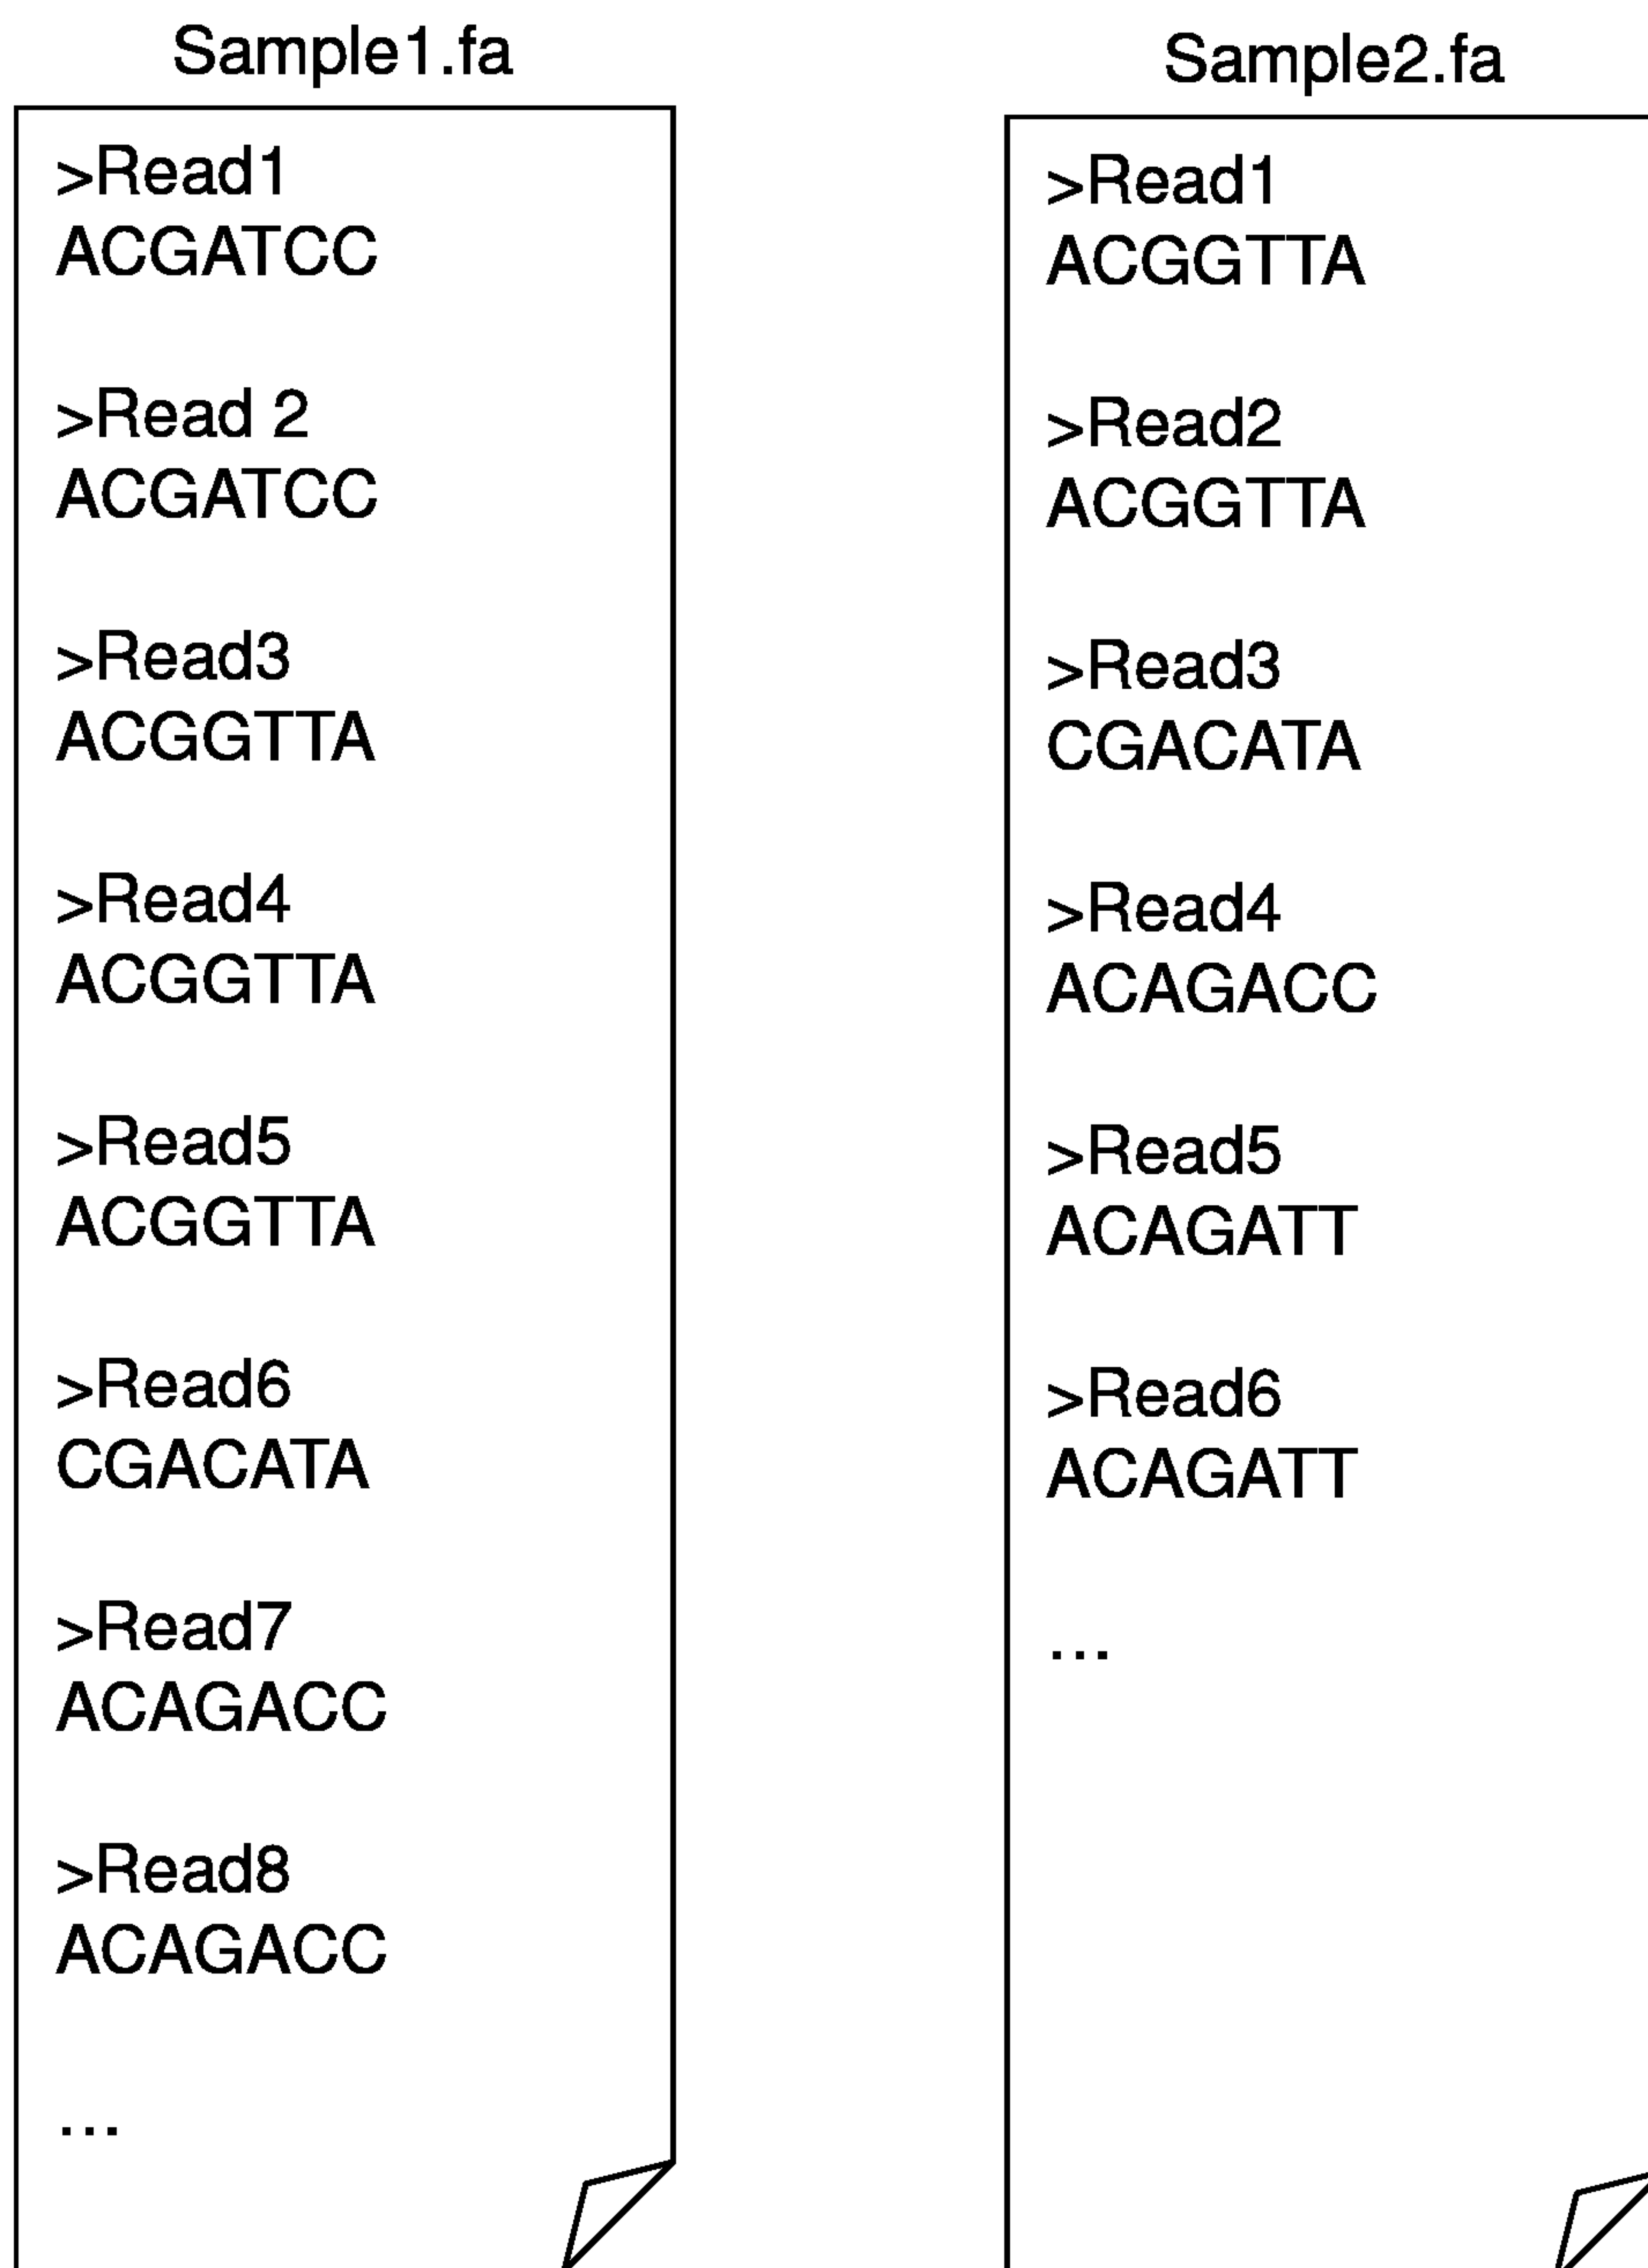 Sample1.fa
>Read1
ACGATCC
>Read 2
ACGATCC
>Read3
ACGGTTA
>Read4
ACGGTTA
>Read5
ACGGTTA
>Read6
CGACATA
>Read7
ACAGACC
>Read8
ACAGACC
...
Sample2.fa
>Read1
ACGGTTA
>Read2
ACGGTTA
>Read3
CGACATA
>Read4
ACAGACC
>Read5
ACAGATT
>Read6
ACAGATT
...